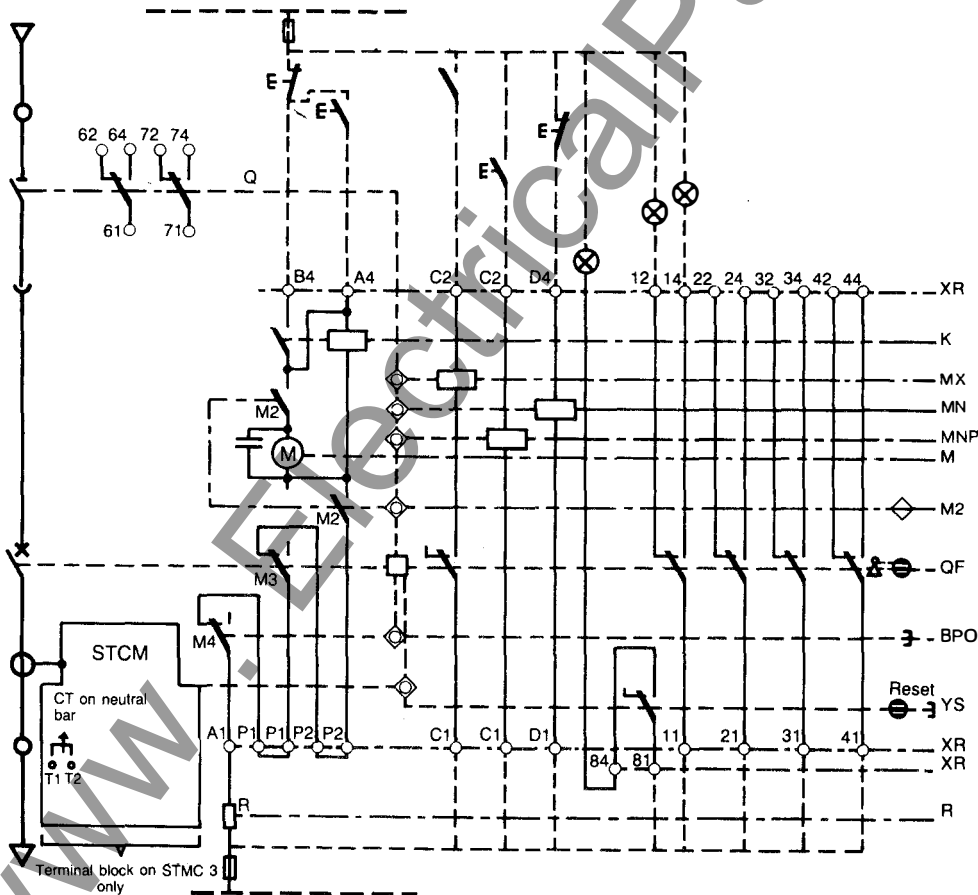 E
E
E
E
62 64 72 74
Q
61 71
B4 A4 C2 C2 D4 12 14 22 24 32 34 42 44 XR
K
MX
M2 MN
MNP
M M
M2 M2
M3 QF
M4 BPO
STCM
Reset
YS
CT on neutral
bar
A1 P1 P1 P2 P2 C1 C1 D1 11 21 31 41 XR
T1 T2 84 81 XR
R R
Terminal block on STMC 3
only
www.ElectricalPa